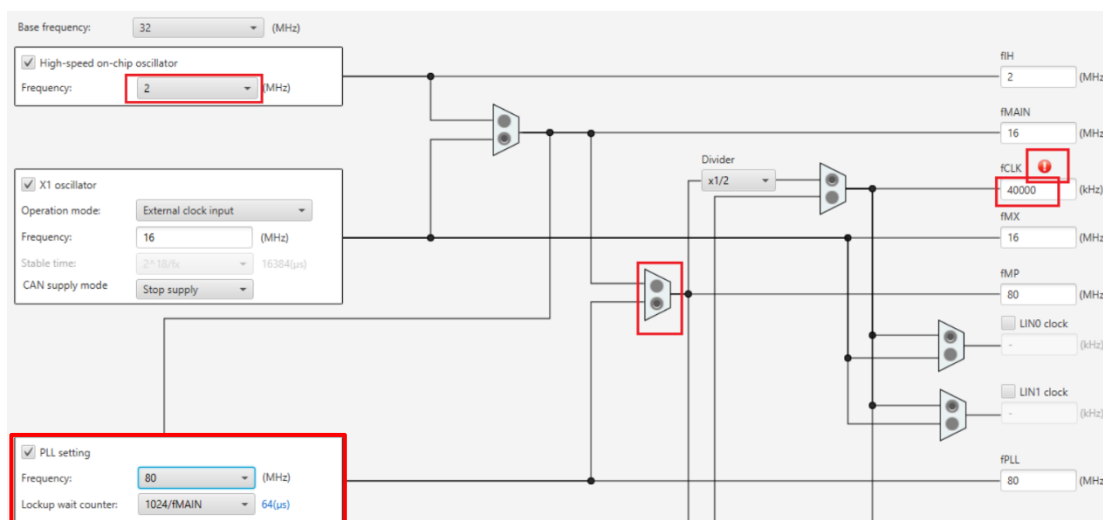 Base frequency: 32 (MHz)
High-speed on-chip oscillator
Frequency: 2 (MHz)
fIH
2 (MHz
fMAIN
16 (MHz
Divider
x1/2
fCLK
40000 (kHz)
X1 oscillator
Operation mode: External clock input
Frequency: 16 (MHz)
Stable time: 2^18/fx 16384(μs)
CAN supply mode Stop supply
fMX
16 (MHz
fMP
80 (MHz
LIN0 clock
- (kHz)
LIN1 clock
- (kHz)
PLL setting
Frequency: 80 (MHz)
Lockup wait counter: 1024/fMAIN 64(μs)
fPLL
80 (MHz